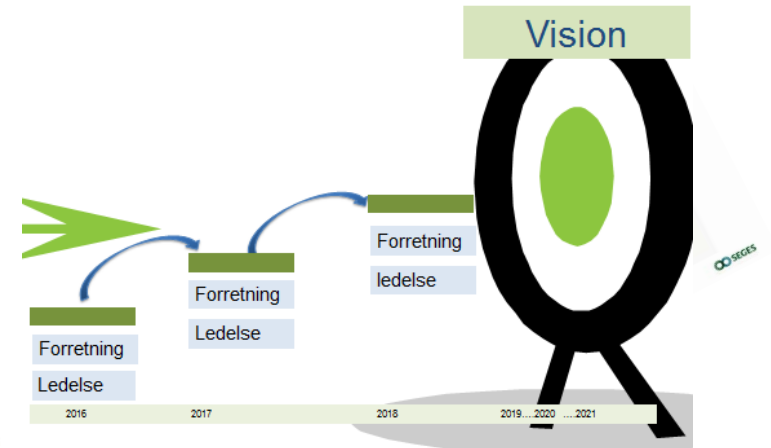 Vision
Forretning
ledelse
Forretning
Ledelse
Forretning
Ledelse
2016 2017 2018 2019....2020 ....2021
SEGES